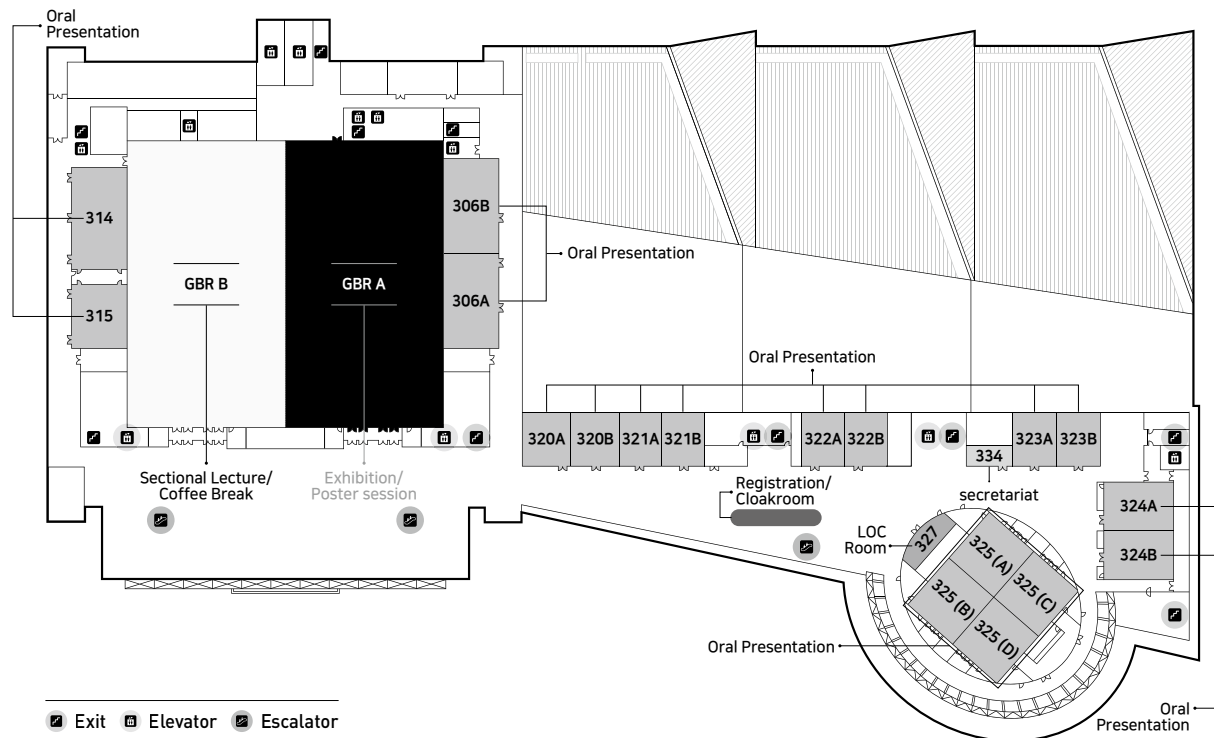 Oral
Presentation
314
315
GBR B
GBR A
306B
306A
Oral Presentation
Sectional Lecture/
Coffee Break
Exhibition/
Poster session
Oral Presentation
320A
320B
321A
321B
322A
322B
323A
323B
334
secretariat
Registration/
Cloakroom
LOC
Room
327
325 (A)
325 (B)
325 (C)
325 (D)
324A
324B
Oral Presentation
Oral
Presentation
Exit
Elevator
Escalator